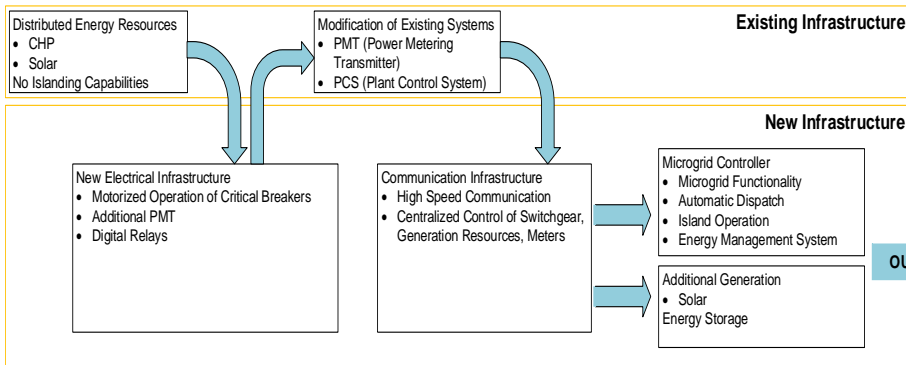 Distributed Energy Resources
• CHP
• Solar
No Islanding Capabilities
Modification of Existing Systems
• PMT (Power Metering
Transmitter)
• PCS (Plant Control System)
Existing Infrastructure
New Infrastructure
New Electrical Infrastructure
• Motorized Operation of Critical Breakers
• Additional PMT
• Digital Relays
Communication Infrastructure
• High Speed Communication
• Centralized Control of Switchgear,
Generation Resources, Meters
Microgrid Controller
• Microgrid Functionality
• Automatic Dispatch
• Island Operation
• Energy Management System
Additional Generation
• Solar
Energy Storage